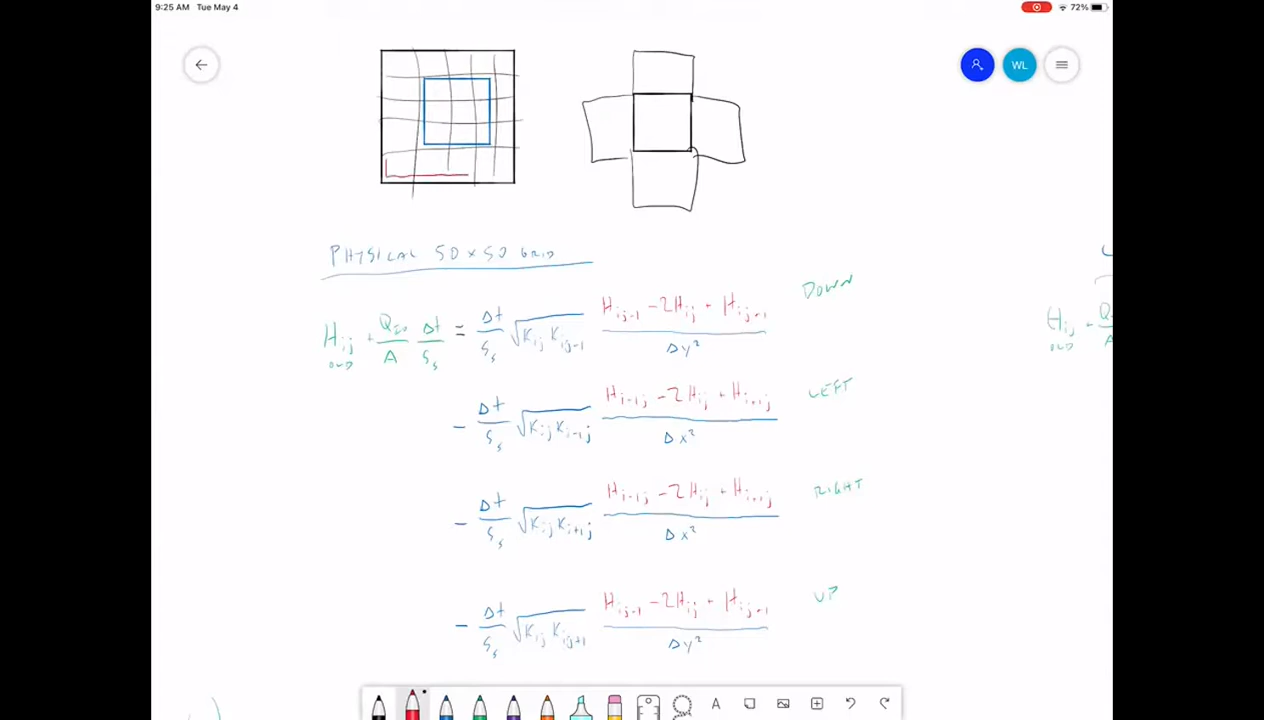 9:25 AM Tue May 4
72%
WL
PHYSICAL 50 x 50 GRID
H_ij OLD + Q_20/A Δt/S_s = Δt/S_s √(K_ij K_ij-1) (H_ij-1 - 2H_ij + H_ij+1)/Δy² DOWN
- Δt/S_s √(K_ij K_i-1j) (H_i-1j - 2H_ij + H_i+1j)/Δx² LEFT
- Δt/S_s √(K_ij K_i+1j) (H_i-1j - 2H_ij + H_i+1j)/Δx² RIGHT
- Δt/S_s √(K_ij K_ij+1) (H_ij-1 - 2H_ij + H_ij+1)/Δy² UP
H_ij OLD +
A